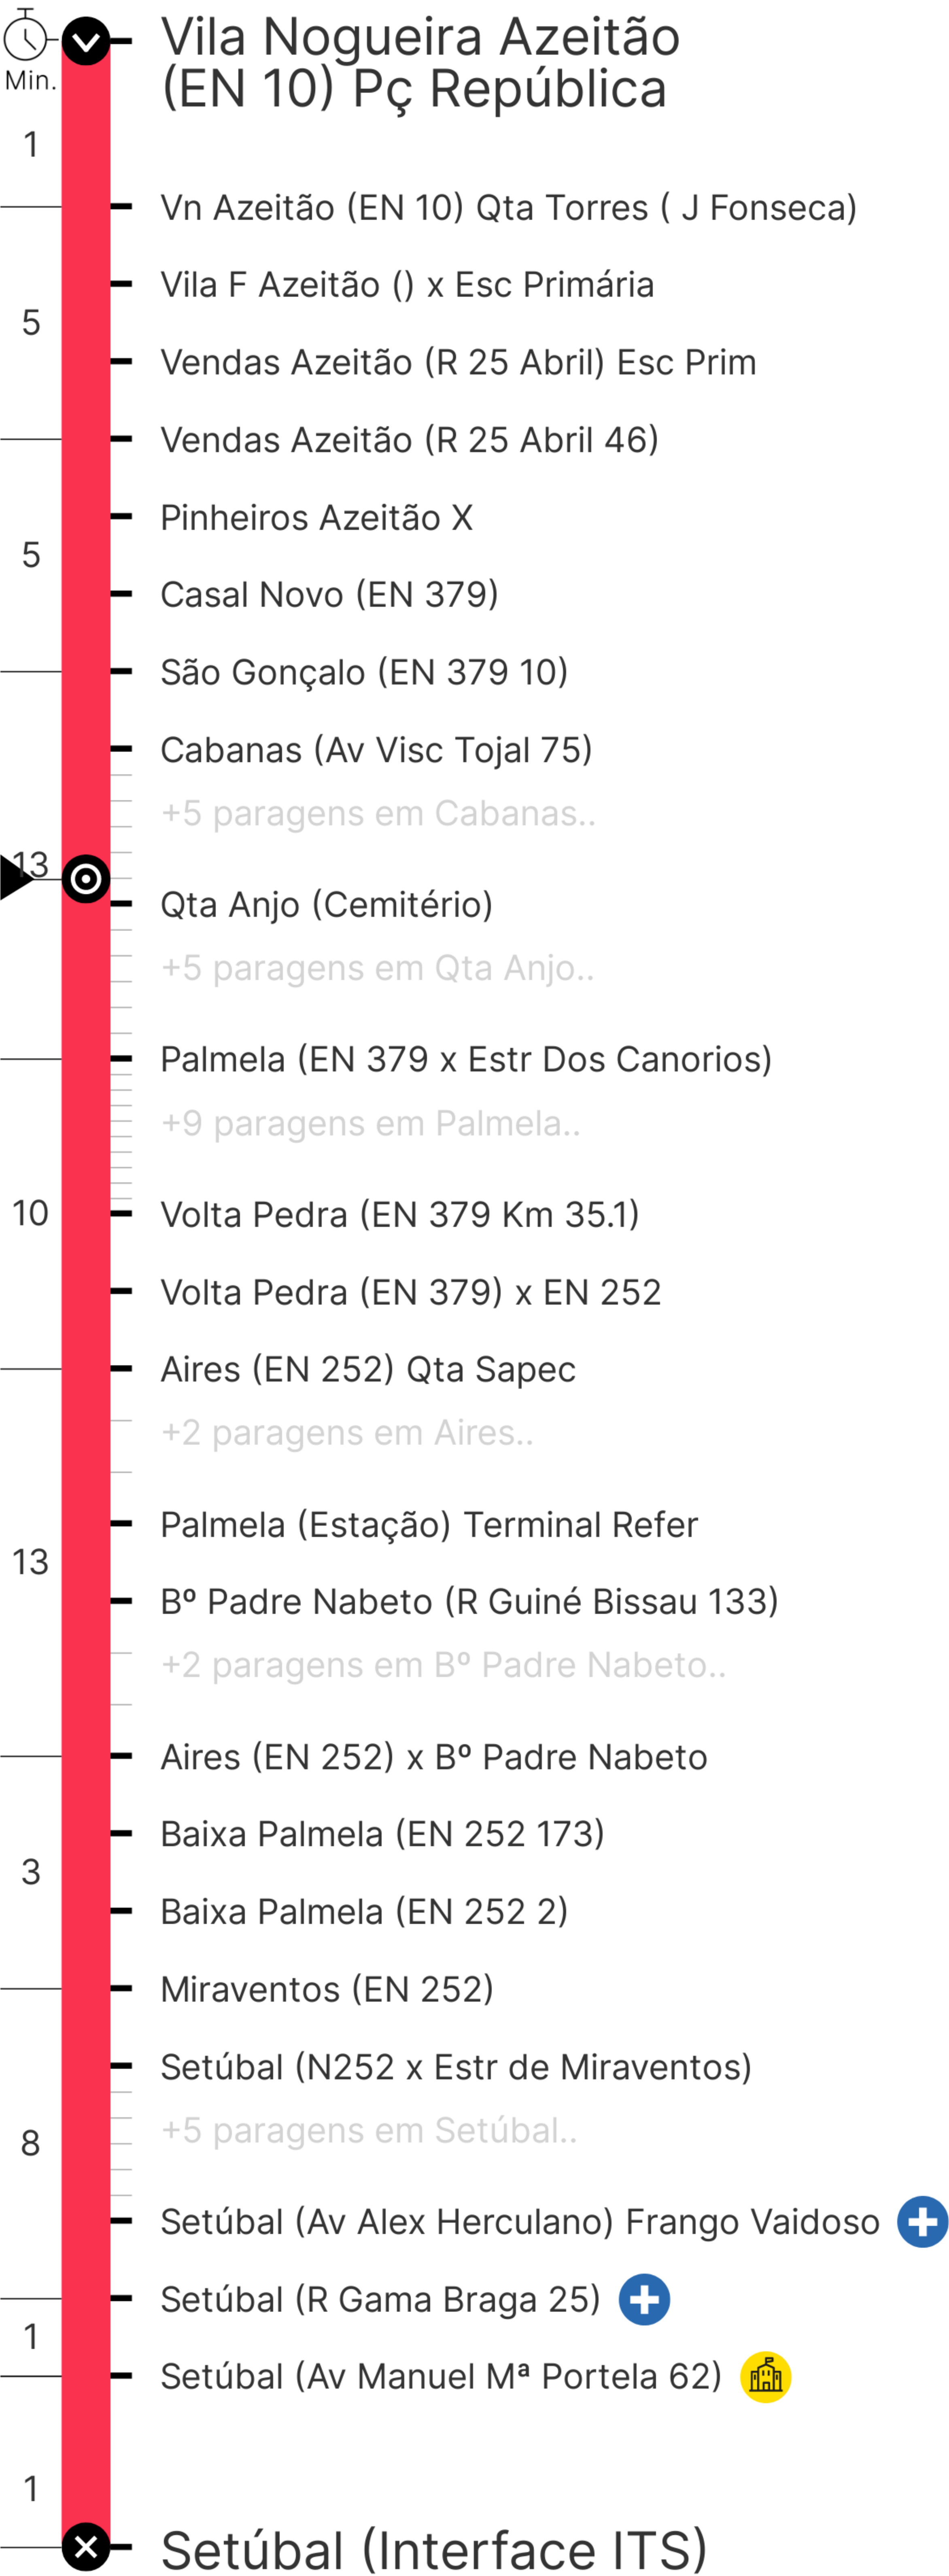 Min.
Vila Nogueira Azeitão
(EN 10) Pç República
1
Vn Azeitão (EN 10) Qta Torres ( J Fonseca)
Vila F Azeitão () x Esc Primária
5
Vendas Azeitão (R 25 Abril) Esc Prim
Vendas Azeitão (R 25 Abril 46)
Pinheiros Azeitão X
5
Casal Novo (EN 379)
São Gonçalo (EN 379 10)
Cabanas (Av Visc Tojal 75)
+5 paragens em Cabanas..
13
Qta Anjo (Cemitério)
+5 paragens em Qta Anjo..
Palmela (EN 379 x Estr Dos Canorios)
+9 paragens em Palmela..
10
Volta Pedra (EN 379 Km 35.1)
Volta Pedra (EN 379) x EN 252
Aires (EN 252) Qta Sapec
+2 paragens em Aires..
Palmela (Estação) Terminal Refer
13
Bº Padre Nabeto (R Guiné Bissau 133)
+2 paragens em Bº Padre Nabeto..
Aires (EN 252) x Bº Padre Nabeto
Baixa Palmela (EN 252 173)
3
Baixa Palmela (EN 252 2)
Miraventos (EN 252)
Setúbal (N252 x Estr de Miraventos)
+5 paragens em Setúbal..
8
Setúbal (Av Alex Herculano) Frango Vaidoso
Setúbal (R Gama Braga 25)
1
Setúbal (Av Manuel Mª Portela 62)
1
Setúbal (Interface ITS)